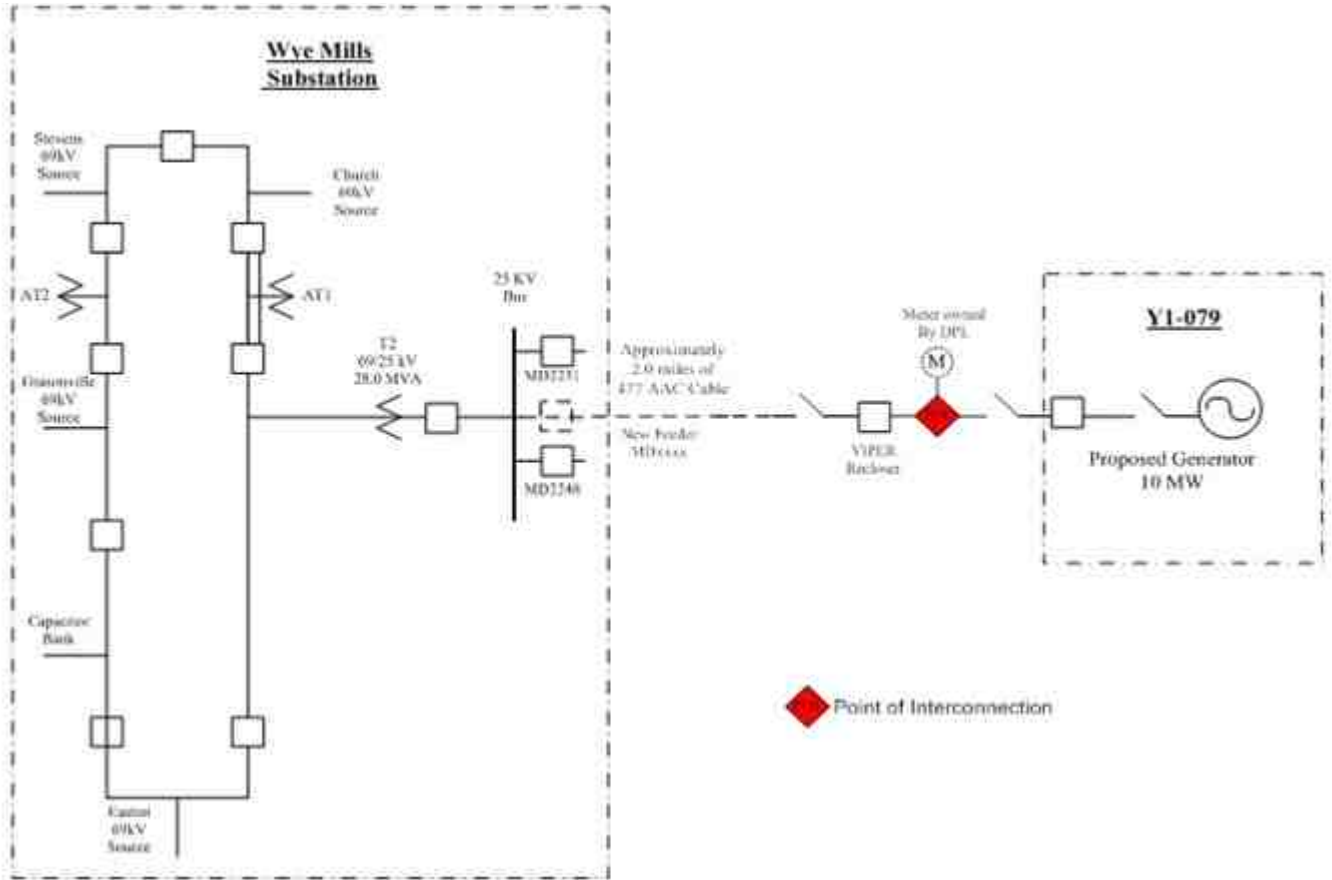 Wye Mills
Substation
Stevens
69kV
Source
Church
69kV
Source
AT2
AT1
25 KV
Bus
T2
69/25 kV
28.0 MVA
69kV
Source
MD2231
MD2248
Approximately
2.0 miles of
477 AAC Cable
New Feeder
MDxxxx
Meter owned
By DPL
M
ViPER
Recloser
Y1-079
Proposed Generator
10 MW
Capacitor
Bank
Point of Interconnection
Easton
69kV
Source